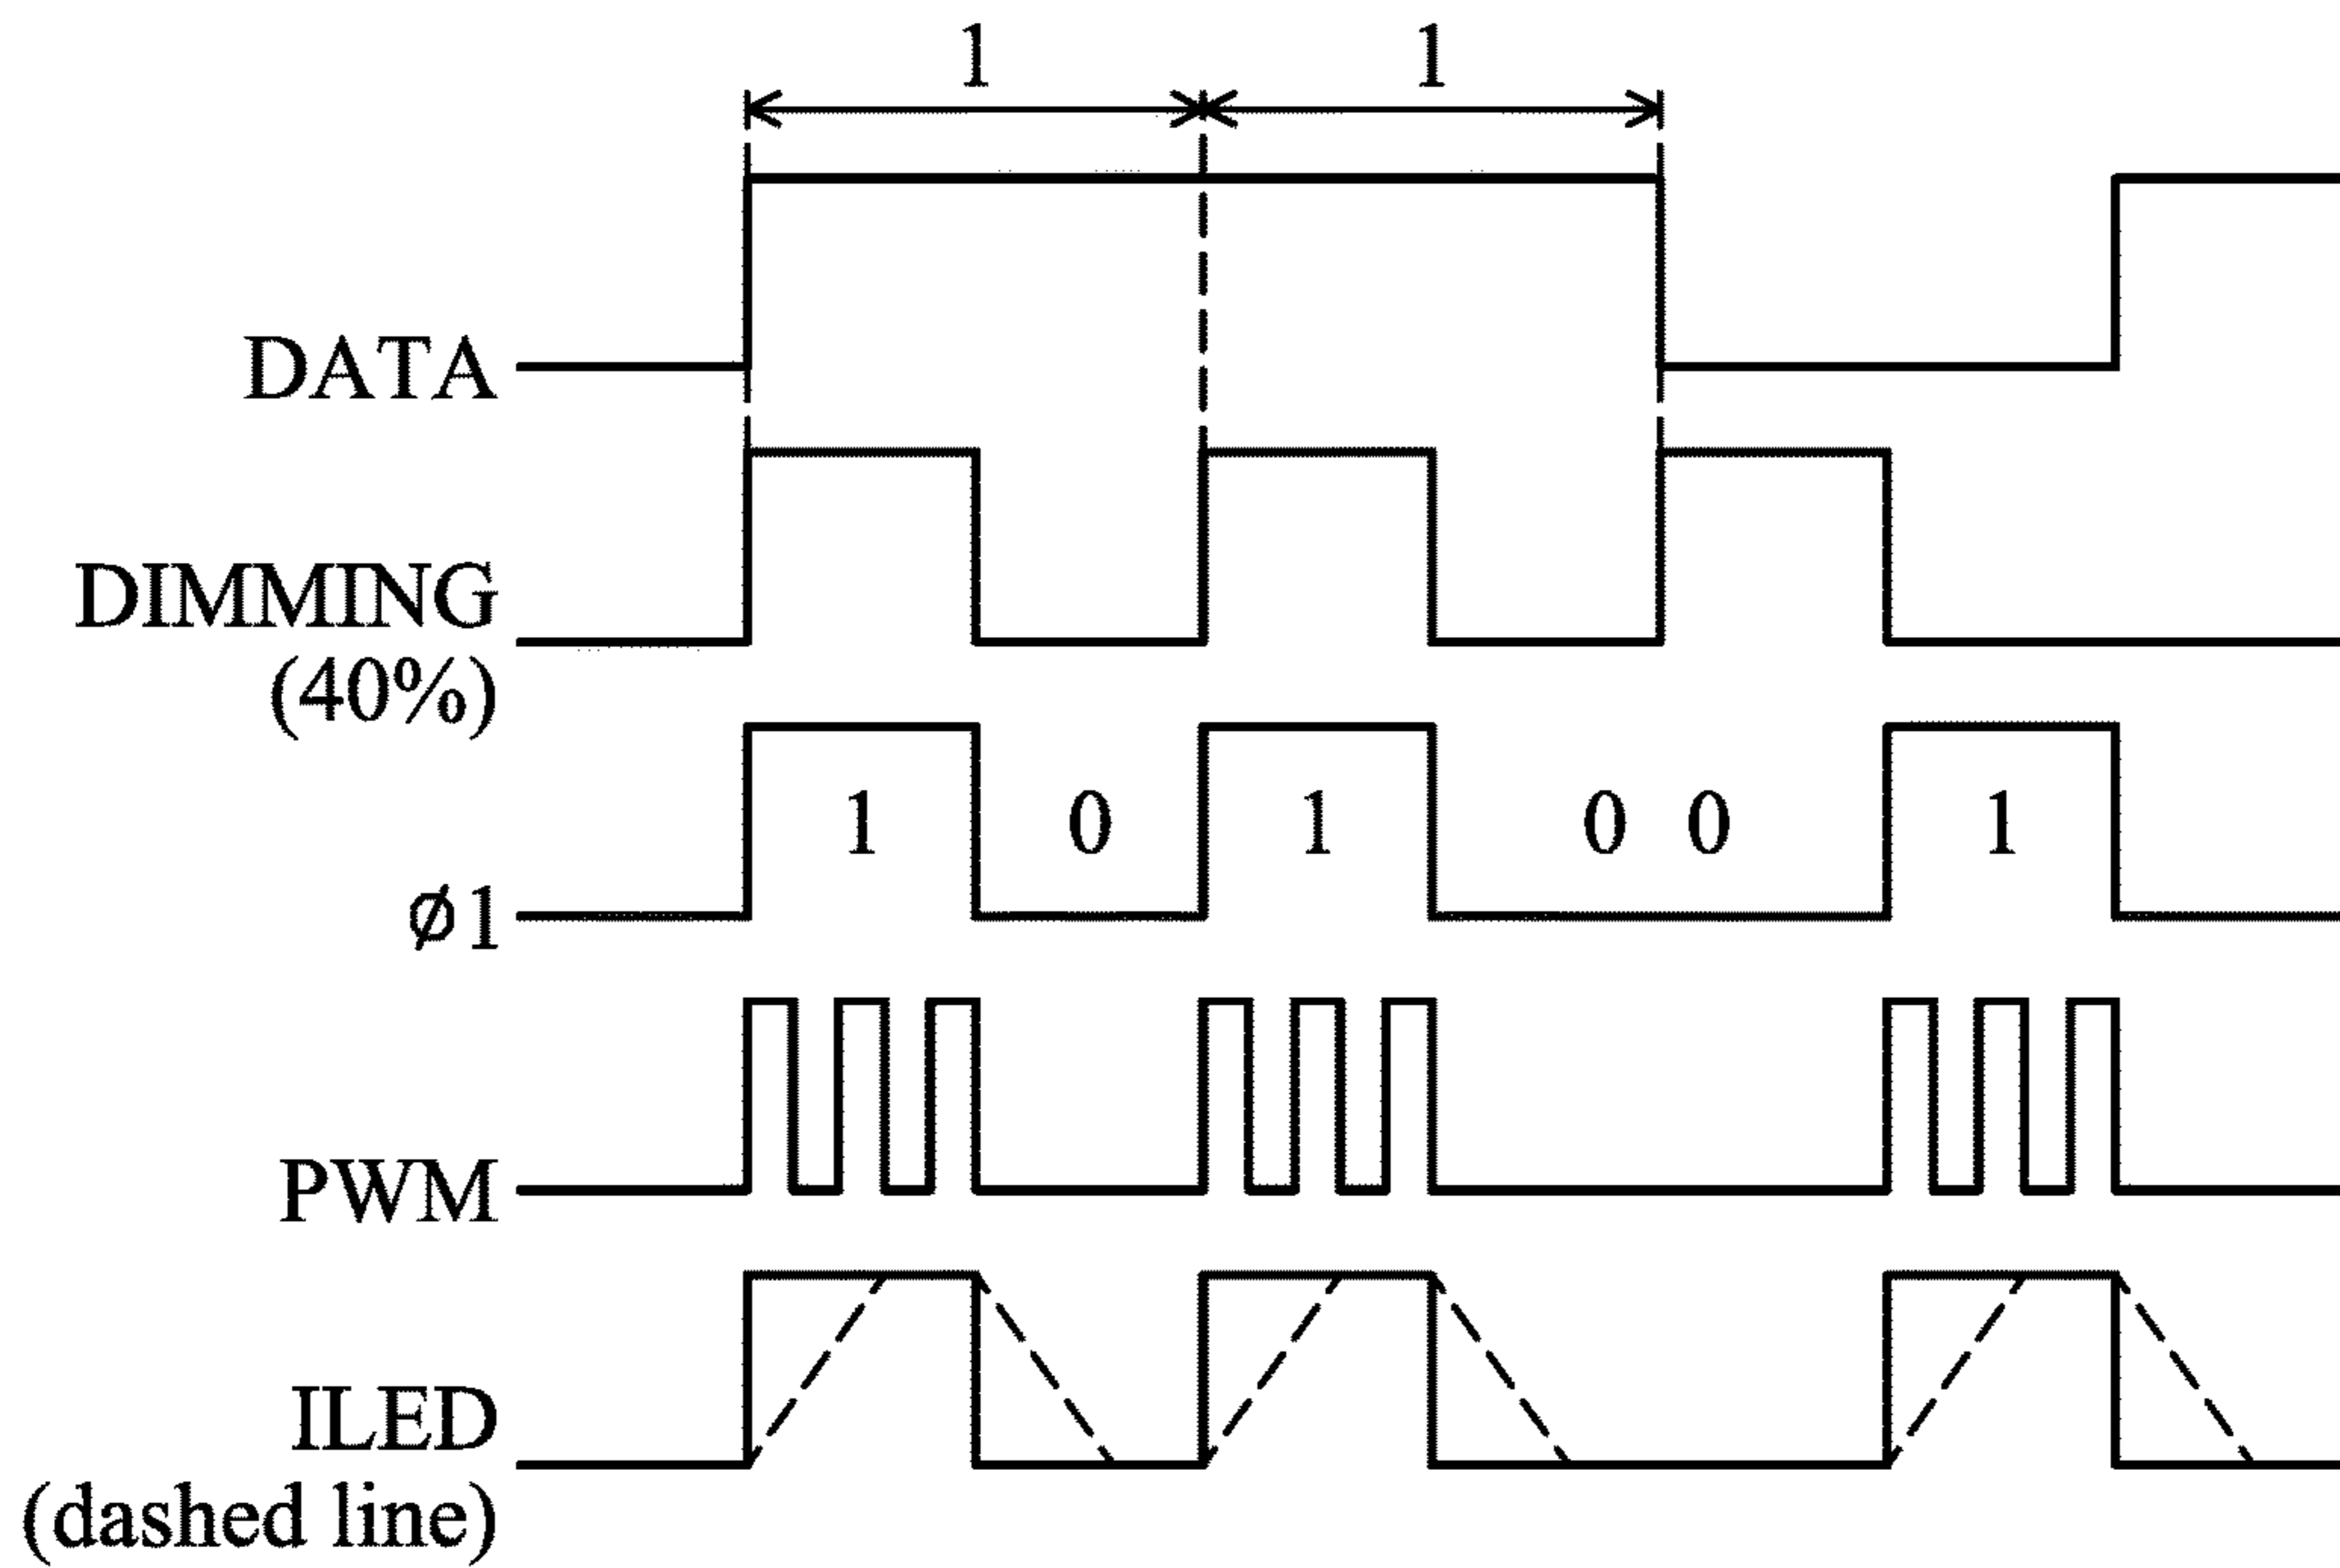 1 1
DATA
DIMMING
(40%)
1 0 1 0 0 1
ø1
PWM
ILED
(dashed line)